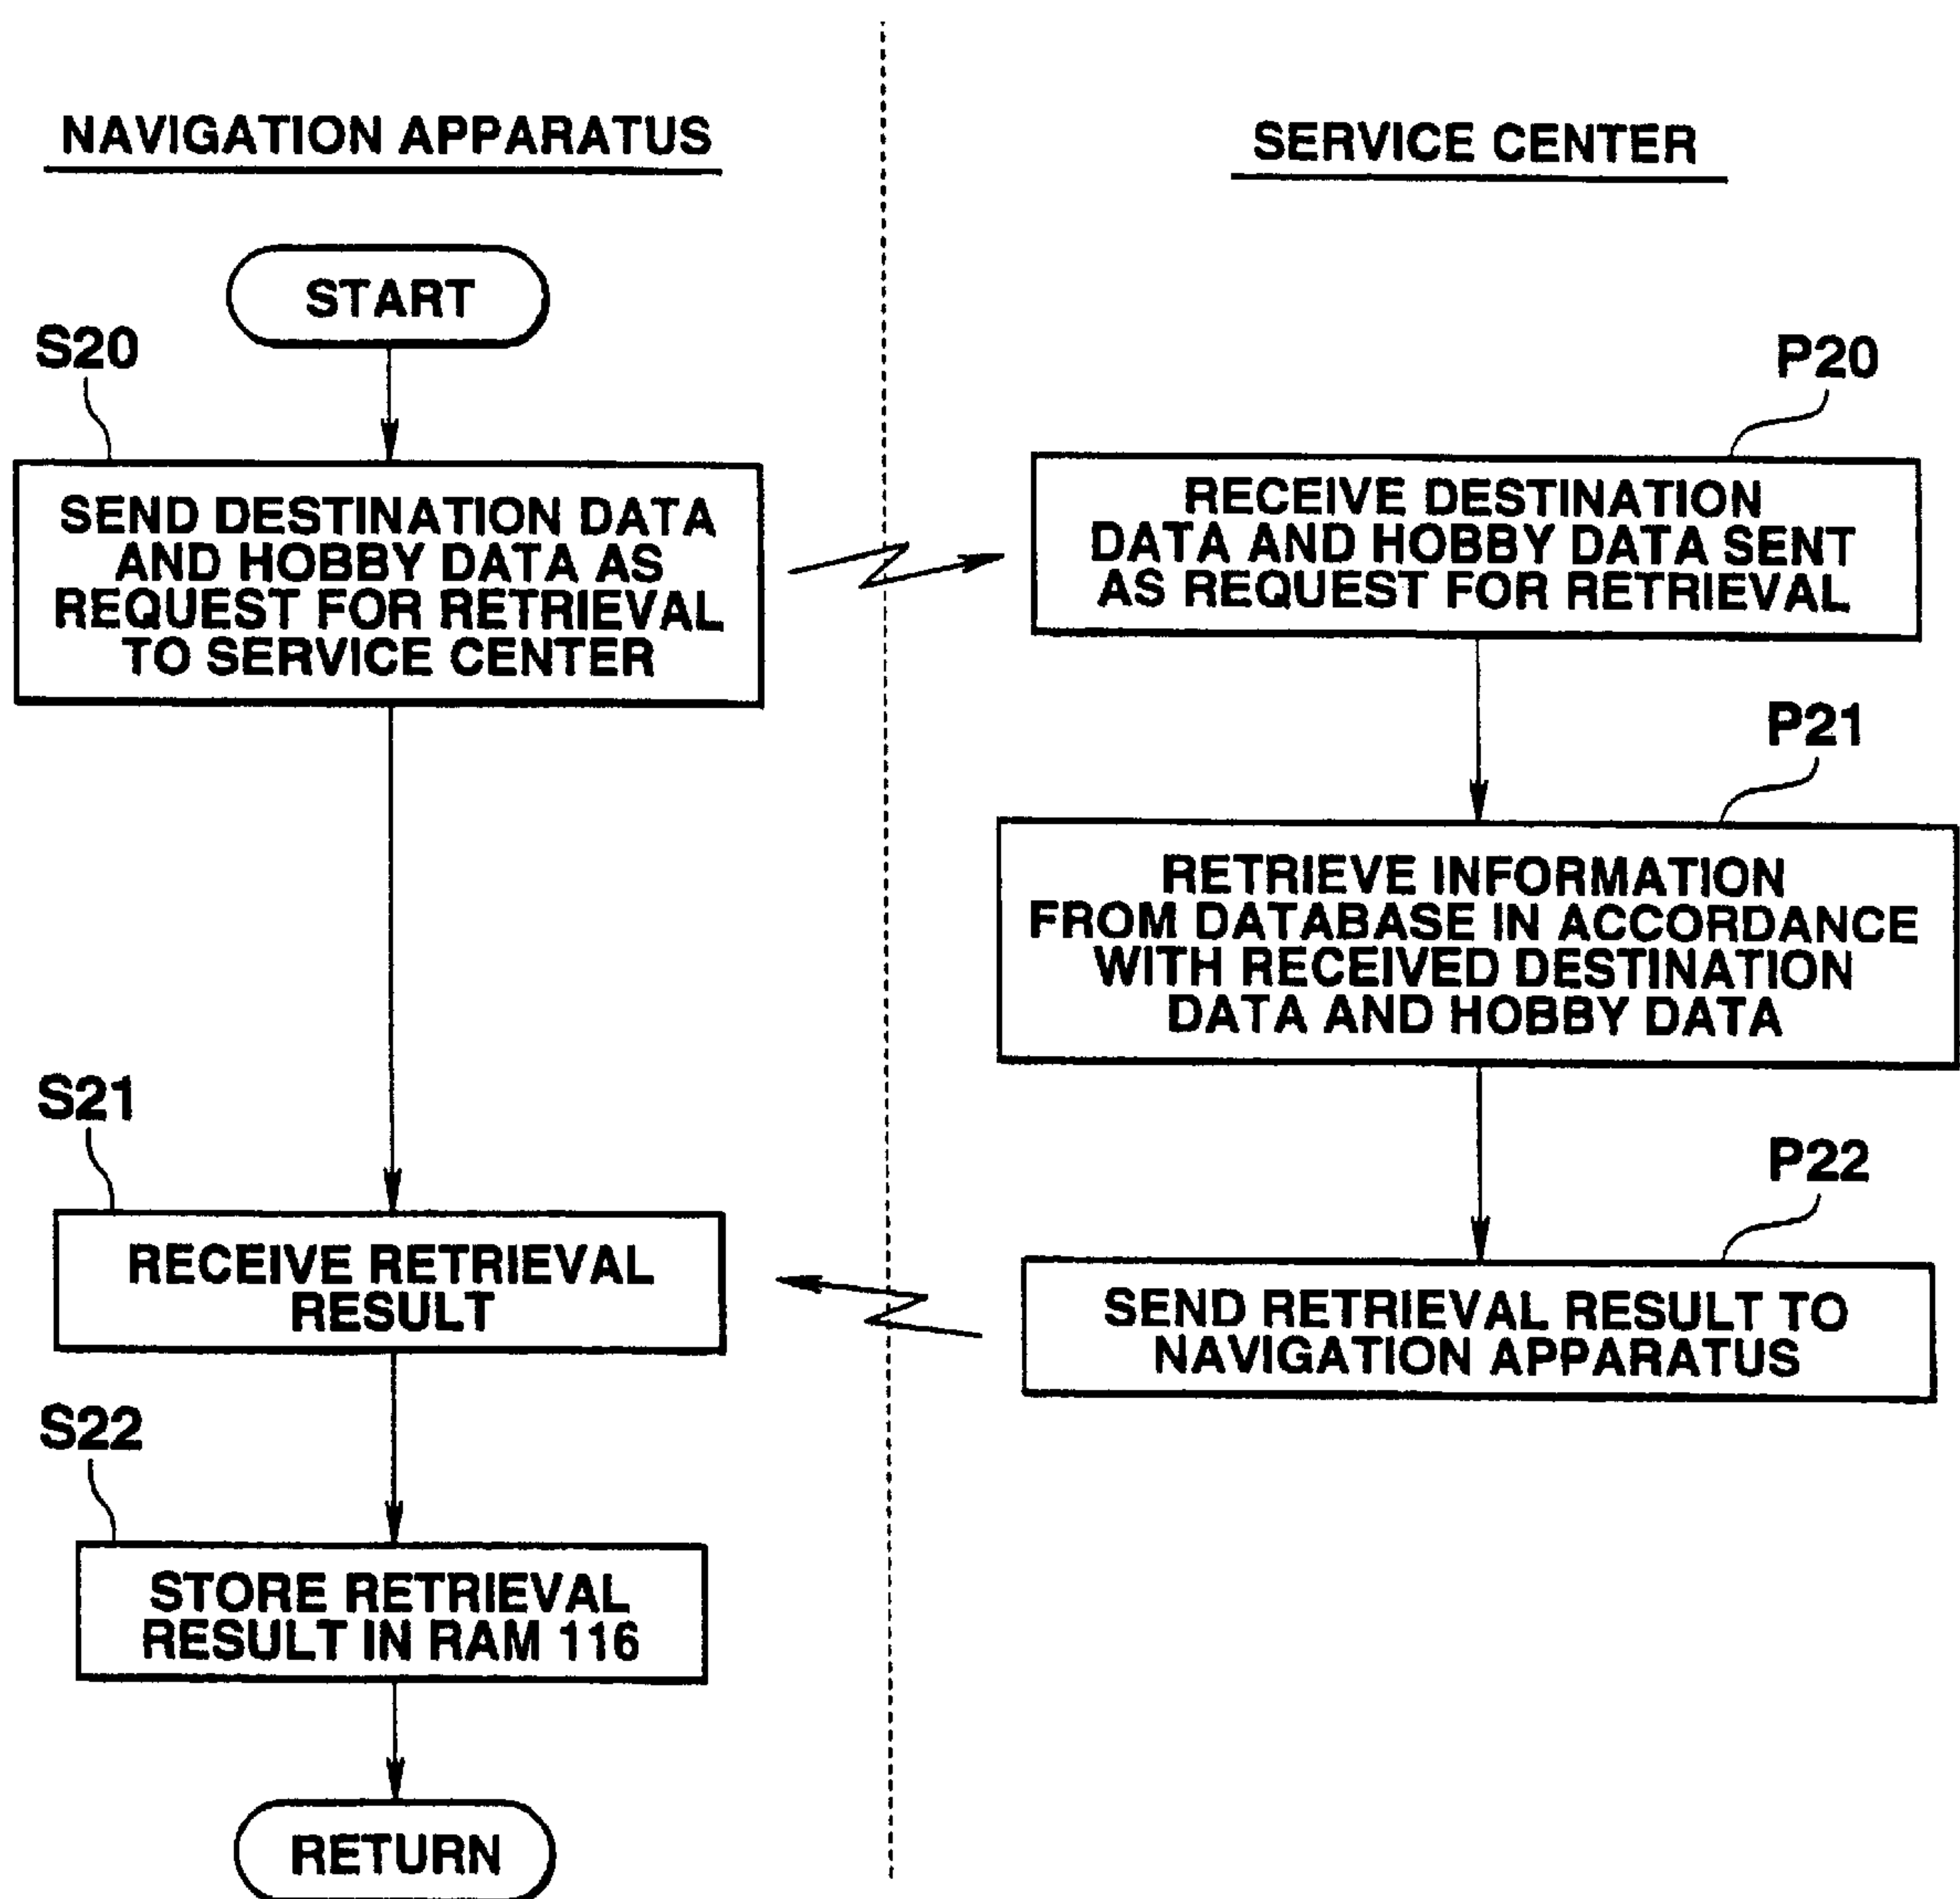 NAVIGATION APPARATUS
START
S20
SEND DESTINATION DATA
AND HOBBY DATA AS
REQUEST FOR RETRIEVAL
TO SERVICE CENTER
S21
RECEIVE RETRIEVAL
RESULT
S22
STORE RETRIEVAL
RESULT IN RAM 116
RETURN
SERVICE CENTER
P20
RECEIVE DESTINATION
DATA AND HOBBY DATA SENT
AS REQUEST FOR RETRIEVAL
P21
RETRIEVE INFORMATION
FROM DATABASE IN ACCORDANCE
WITH RECEIVED DESTINATION
DATA AND HOBBY DATA
P22
SEND RETRIEVAL RESULT TO
NAVIGATION APPARATUS